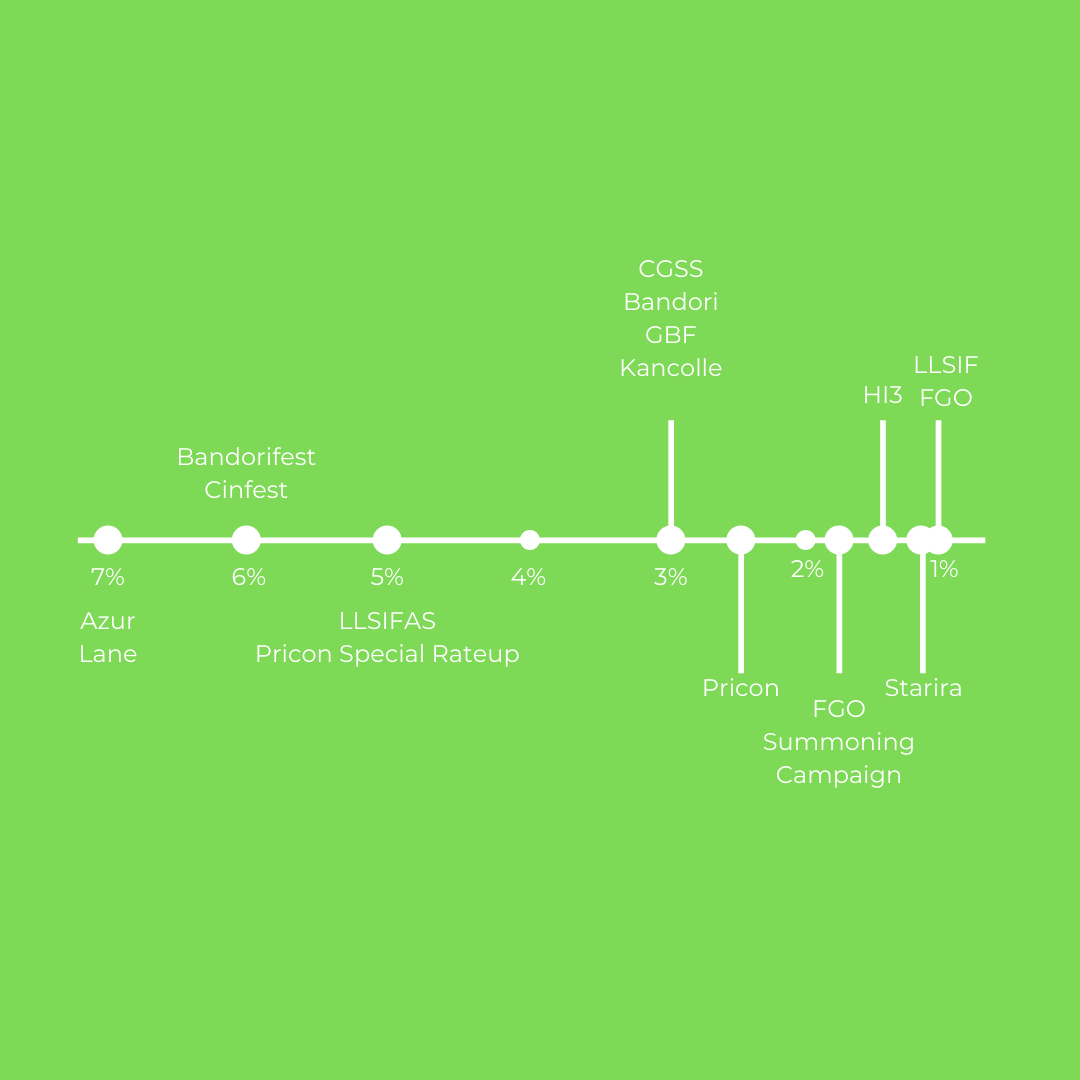 CGSS
Bandori
GBF
Kancolle
LLSIF
HI3 FGO
Bandorifest
Cinfest
7% 6% 5% 4% 3% 2% 1%
Azur
Lane
LLSIFAS
Pricon Special Rateup
Pricon
FGO
Summoning
Campaign
Starira